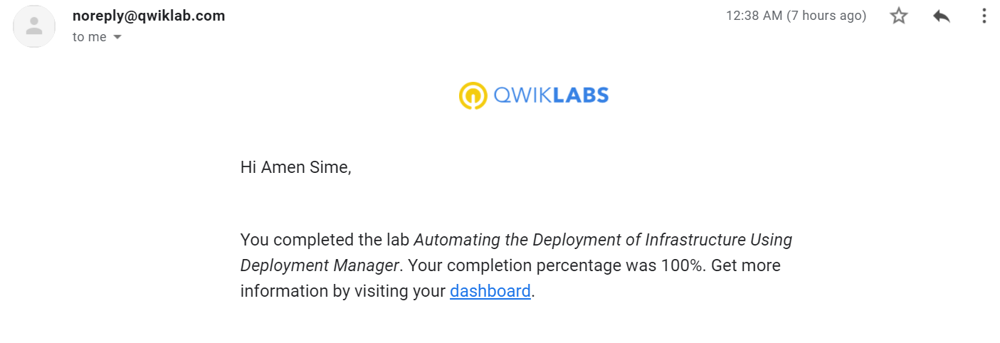 noreply@qwiklab.com
12:38 AM (7 hours ago)
to me
QWIKLABS
Hi Amen Sime,
You completed the lab Automating the Deployment of Infrastructure Using
Deployment Manager. Your completion percentage was 100%. Get more
information by visiting your dashboard.